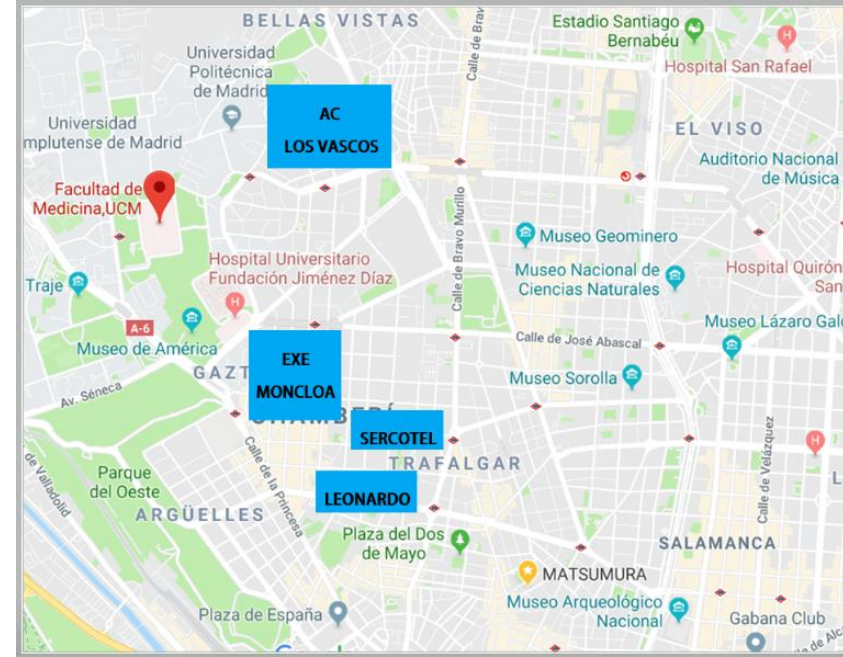 BELLAS VISTAS
Estadio Santiago
Bernabéu
Calle de Brav
Hospital San Rafael
Universidad
Politécnica
de Madrid
AC
LOS VASCOS
Universidad
mplutense de Madrid
EL VISO
Auditorio Nacional
de Música
Facultad de
Medicina,UCM
Calle de Bravo Murillo
Museo Geominero
Hospital Universitario
Fundación Jiménez Díaz
H
Museo Nacional de
Ciencias Naturales
Hospital Quirón
San
Traje
A-6
Museo de América
Calle de José Abascal
Museo Lázaro Gal
GAZT
EXE
MONCLOA
Museo Sorolla
Av. Séneca
SERCOTEL
TRAFALGAR
Calle de Velázquez
H
L
de Valladolid
Parque
del Oeste
Calle de la Princesa
LEONARDO
ARGÜELLES
Plaza del Dos
de Mayo
SALAMANCA
MATSUMURA
Plaza de España
Museo Arqueológico
Nacional
Gabana Club
de Alc